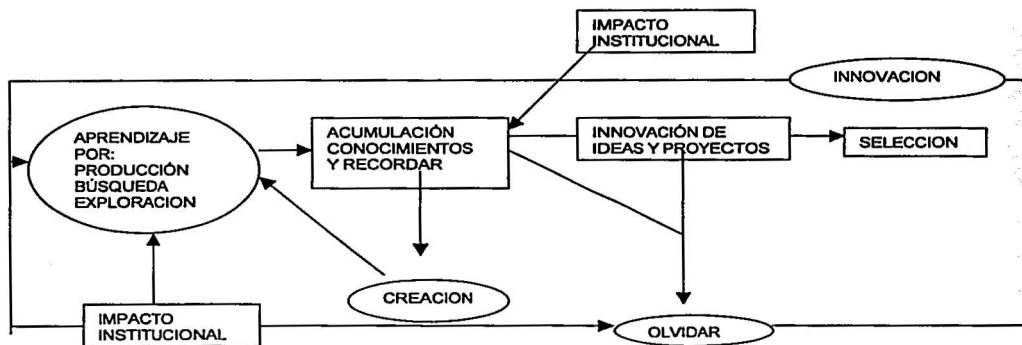 IMPACTO
INSTITUCIONAL
INNOVACION
APRENDIZAJE
POR:
PRODUCCIÓN
BÚSQUEDA
EXPLORACION
ACUMULACIÓN
CONOCIMIENTOS
Y RECORDAR
INNOVACIÓN DE
IDEAS Y PROYECTOS
SELECCION
CREACION
IMPACTO
INSTITUCIONAL
OLVIDAR